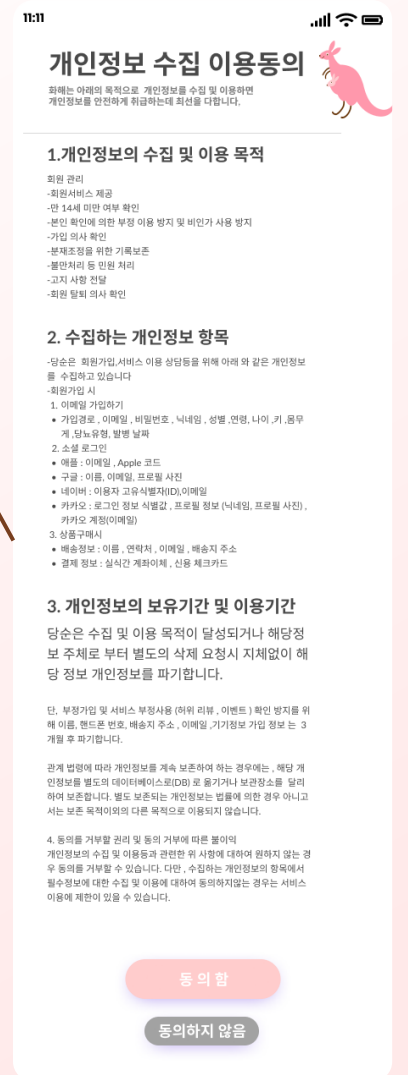 11:11
개인정보 수집 이용동의
화해는 아래의 목적으로 개인정보를 수집 및 이용하면
개인정보를 안전하게 취급하는데 최선을 다합니다.
1.개인정보의 수집 및 이용 목적
회원 관리
-회원서비스 제공
-만 14세 미만 여부 확인
-본인 확인에 의한 부정 이용 방지 및 비인가 사용 방지
-가입 의사 확인
-분재조정을 위한 기록보존
-불만처리 등 민원 처리
-고지 사항 전달
-회원 탈퇴 의사 확인
2. 수집하는 개인정보 항목
-당순은 회원가입,서비스 이용 상담등을 위해 아래 와 같은 개인정보
를 수집하고 있습니다
-회원가입 시
1. 이메일 가입하기
• 가입경로 , 이메일 , 비밀번호 , 닉네임 , 성별 ,연령, 나이 ,키 ,몸무
게 ,당뇨유형, 발병 날짜
2. 소셜 로그인
• 애플 : 이메일 , Apple 코드
• 구글 : 이름, 이메일, 프로필 사진
• 네이버 : 이용자 고유식별자(ID),이메일
• 카카오 : 로그인 정보 식별값 , 프로필 정보 (닉네임, 프로필 사진) ,
카카오 계정(이메일)
3. 상품구매시
• 배송정보 : 이름 , 연락처 , 이메일 , 배송지 주소
• 결제 정보 : 실식간 계좌이체 , 신용 체크카드
3. 개인정보의 보유기간 및 이용기간
당순은 수집 및 이용 목적이 달성되거나 해당정
보 주체로 부터 별도의 삭제 요청시 지체없이 해
당 정보 개인정보를 파기합니다.
단, 부정가입 및 서비스 부정사용 (허위 리뷰 , 이벤트 ) 확인 방지를 위
해 이름, 핸드폰 번호, 배송지 주소 , 이메일 ,기기정보 가입 정보 는 3
개월 후 파기합니다.
관계 법령에 따라 개인정보를 계속 보존하여 하는 경우에는 , 해당 개
인정보를 별도의 데이터베이스로(DB) 로 옮기거나 보관장소를 달리
하여 보존합니다. 별도 보존되는 개인정보는 법률에 의한 경우 아니고
서는 보존 목적이외의 다른 목적으로 이용되지 않습니다.
4. 동의를 거부할 권리 및 동의 거부에 따른 불이익
개인정보의 수집 및 이용등과 관련한 위 사항에 대하여 원하지 않는 경
우 동의를 거부할 수 있습니다. 다만 , 수집하는 개인정보의 항목에서
필수정보에 대한 수집 및 이용에 대하여 동의하지않는 경우는 서비스
이용에 제한이 있을 수 있습니다.
동 의 함
동의하지 않음